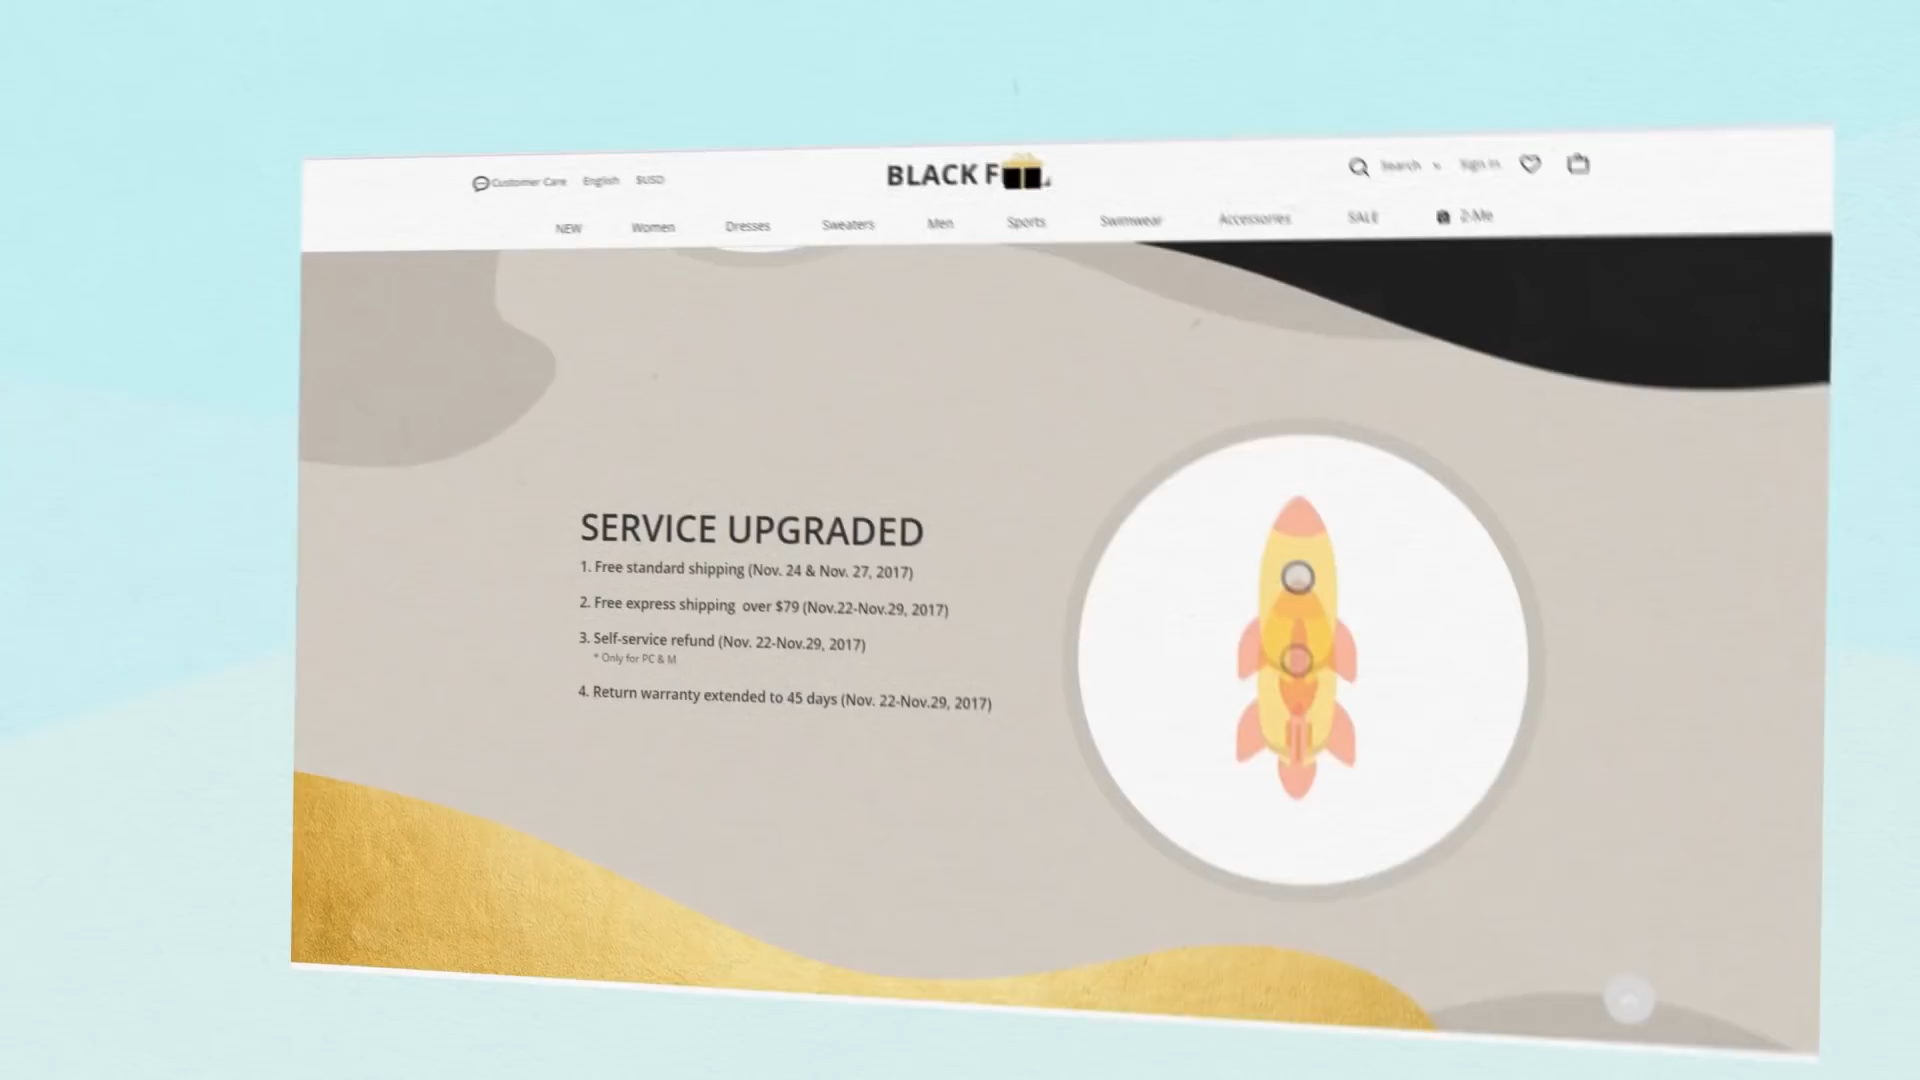 Customer Care English $USD
BLACK F
Search Sign In
NEW Women Dresses Sweaters Men Sports Swimwear Accessories SALE
SERVICE UPGRADED
1. Free standard shipping (Nov. 24 & Nov. 27, 2017)
2. Free express shipping over $79 (Nov.22-Nov.29, 2017)
3. Self-service refund (Nov. 22-Nov.29, 2017)
* Only for PC & M
4. Return warranty extended to 45 days (Nov. 22-Nov.29, 2017)